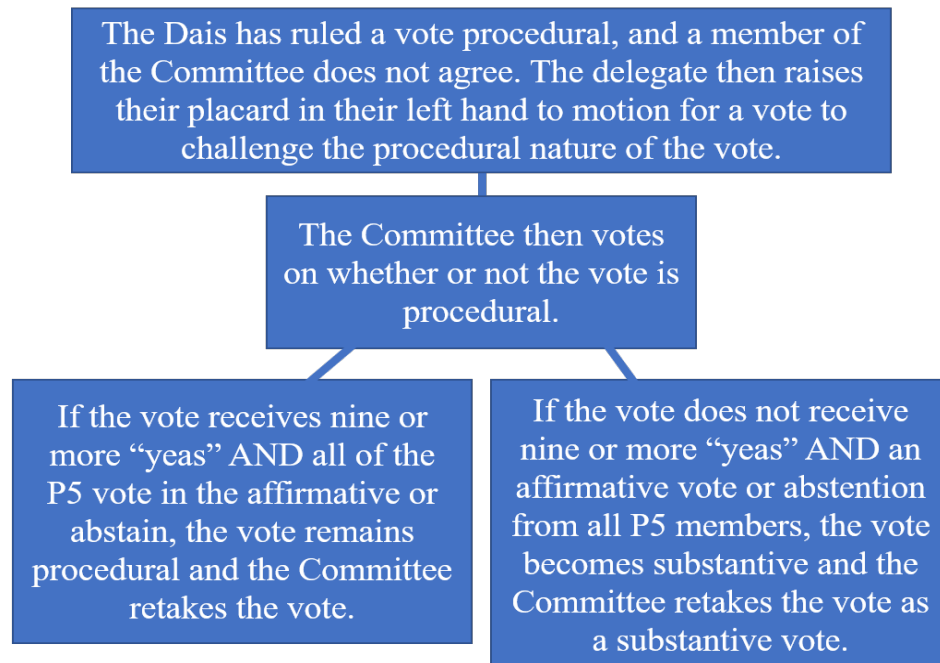 The Dais has ruled a vote procedural, and a member of
the Committee does not agree. The delegate then raises
their placard in their left hand to motion for a vote to
challenge the procedural nature of the vote.
The Committee then votes
on whether or not the vote is
procedural.
If the vote receives nine or
more “yeas” AND all of the
P5 vote in the affirmative or
abstain, the vote remains
procedural and the Committee
retakes the vote.
If the vote does not receive
nine or more “yeas” AND an
affirmative vote or abstention
from all P5 members, the vote
becomes substantive and the
Committee retakes the vote as
a substantive vote.